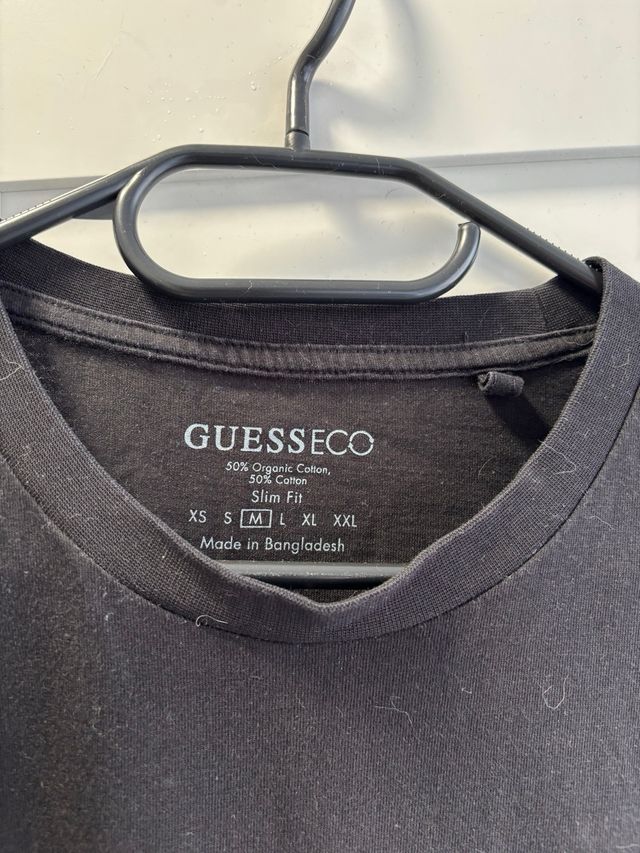 GUESSECO
50% Organic Cotton,
50% Cotton
Slim Fit
XS S M L XL XXL
Made in Bangladesh